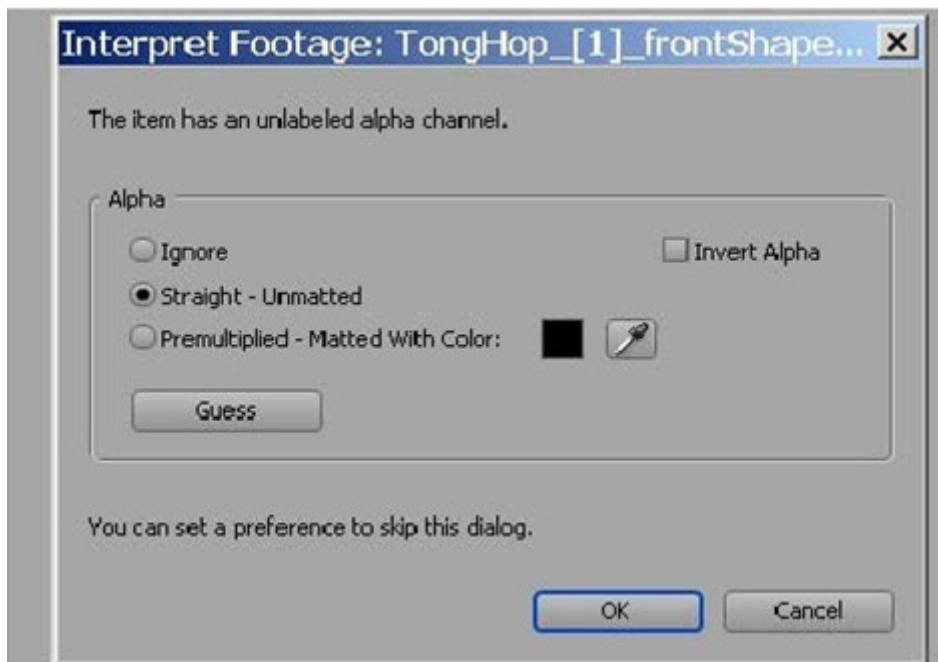 Interpret Footage: TongHop_[1]_frontShape...
The item has an unlabeled alpha channel.
Alpha
Ignore
Invert Alpha
Straight - Unmatted
Premultiplied - Matted With Color:
Guess
You can set a preference to skip this dialog.
OK
Cancel